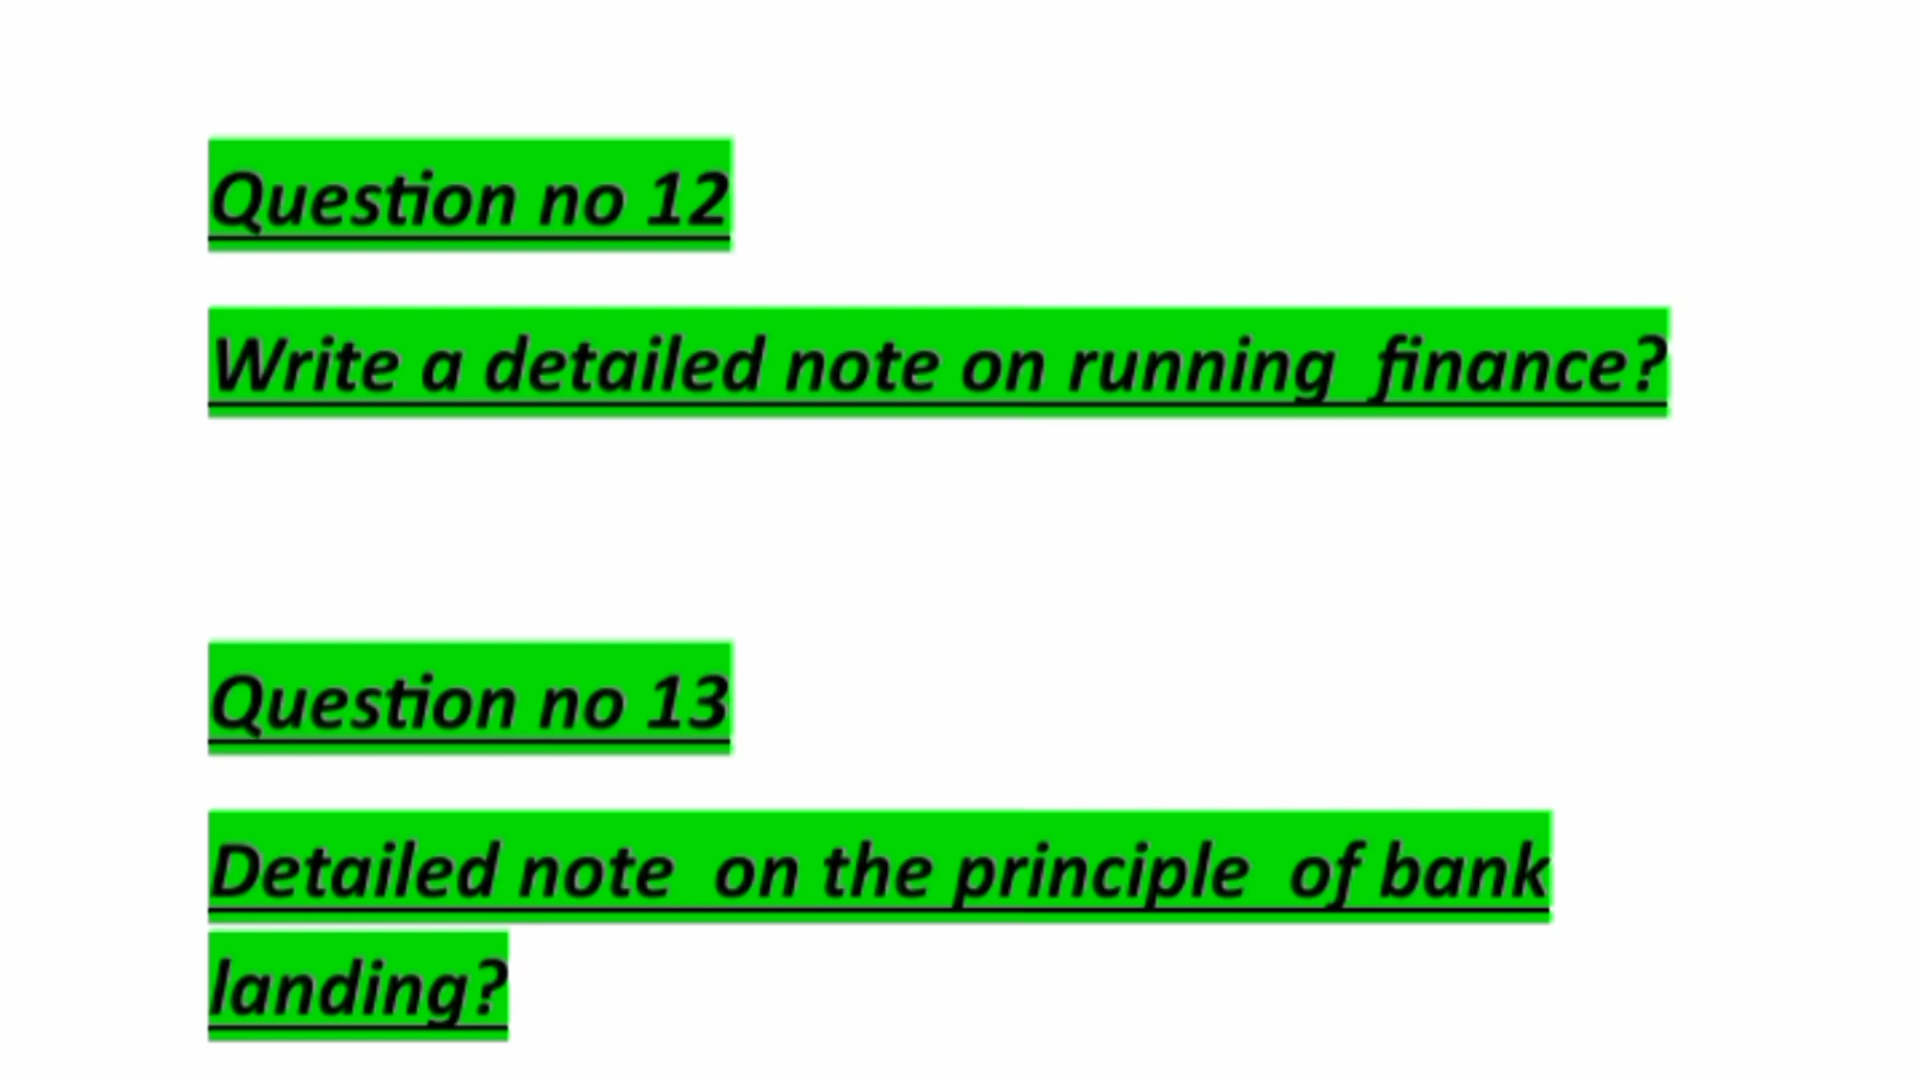 Question no 12
Write a detailed note on running  finance?
Question no 13
Detailed note  on the principle  of bank
landing?